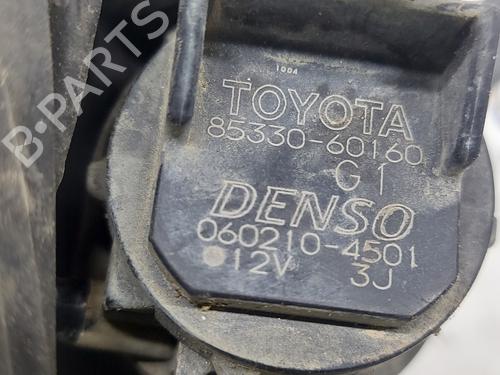 B-PARTS
1004
TOYOTA
85330-60160
G1
DENSO
060210-4501
12V 3J